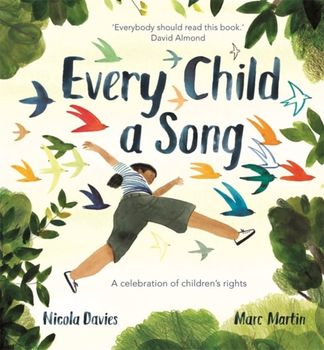 ‘Everybody should read this book.’
David Almond
Every Child
a Song
A celebration of children’s rights
Nicola Davies
Marc Martin